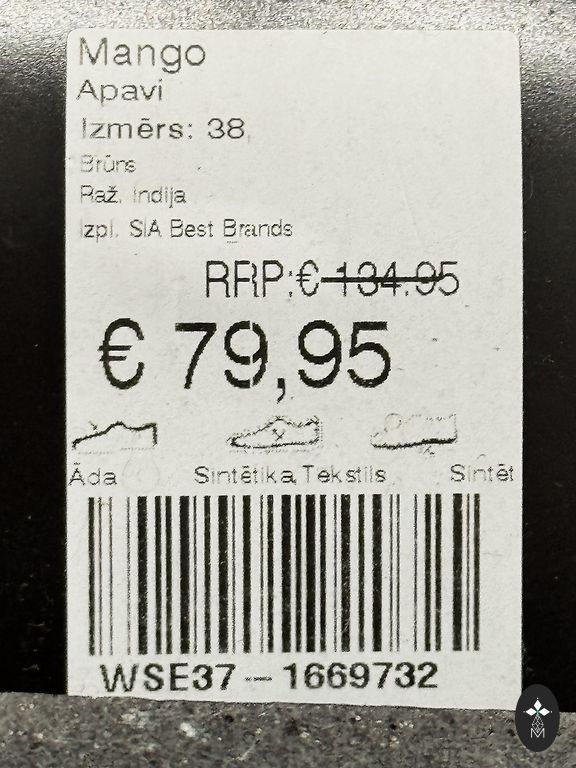 Mango
Apavi
Izmērs: 38
Brūns
Raž. Indija
Izpl. SIA Best Brands
RRP:€ 134.95
€ 79,95
Āda Sintētika,Tekstils Sintēt
WSE37 - 1669732
M